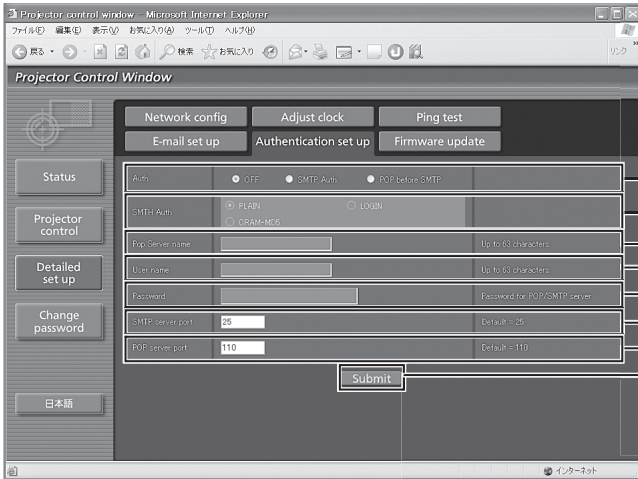 Projector control window - Microsoft Internet Explorer
ファイル(F) 編集(E) 表示(V) お気に入り(A) ツール(T) ヘルプ(H)
戻る 検索 お気に入り リンク
Projector Control Window
Network config Adjust clock Ping test
E-mail set up Authentication set up Firmware update
Status
Projector control
Detailed set up
Change password
日本語
Auth OFF SMTP Auth POP before SMTP
SMTH Auth PLAIN LOGIN
CRAM-MD5
Pop Server name Up to 63 characters.
User name Up to 63 characters.
Password Password for POP/SMTP server
SMTP server port 25 Default = 25
POP server port 110 Default = 110
Submit
インターネット